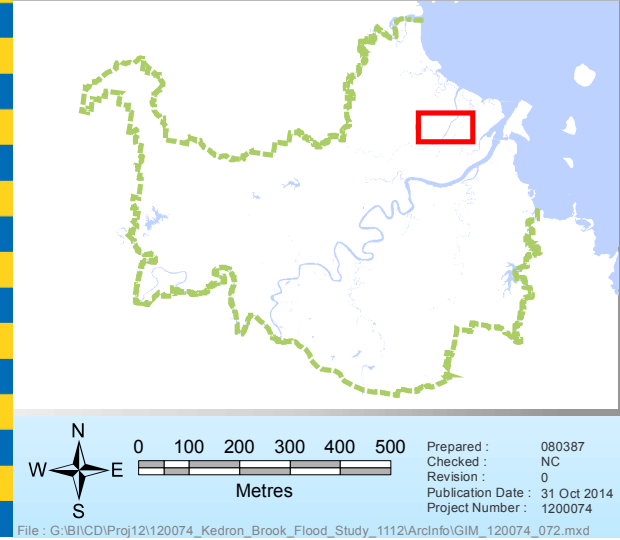 N
W E
S
0 100 200 300 400 500
Metres
Prepared : 080387
Checked : NC
Revision : 0
Publication Date : 31 Oct 2014
Project Number : 1200074
File : G:\BI\CD\Proj12\120074_Kedron_Brook_Flood_Study_1112\ArcInfo\GIM_120074_072.mxd